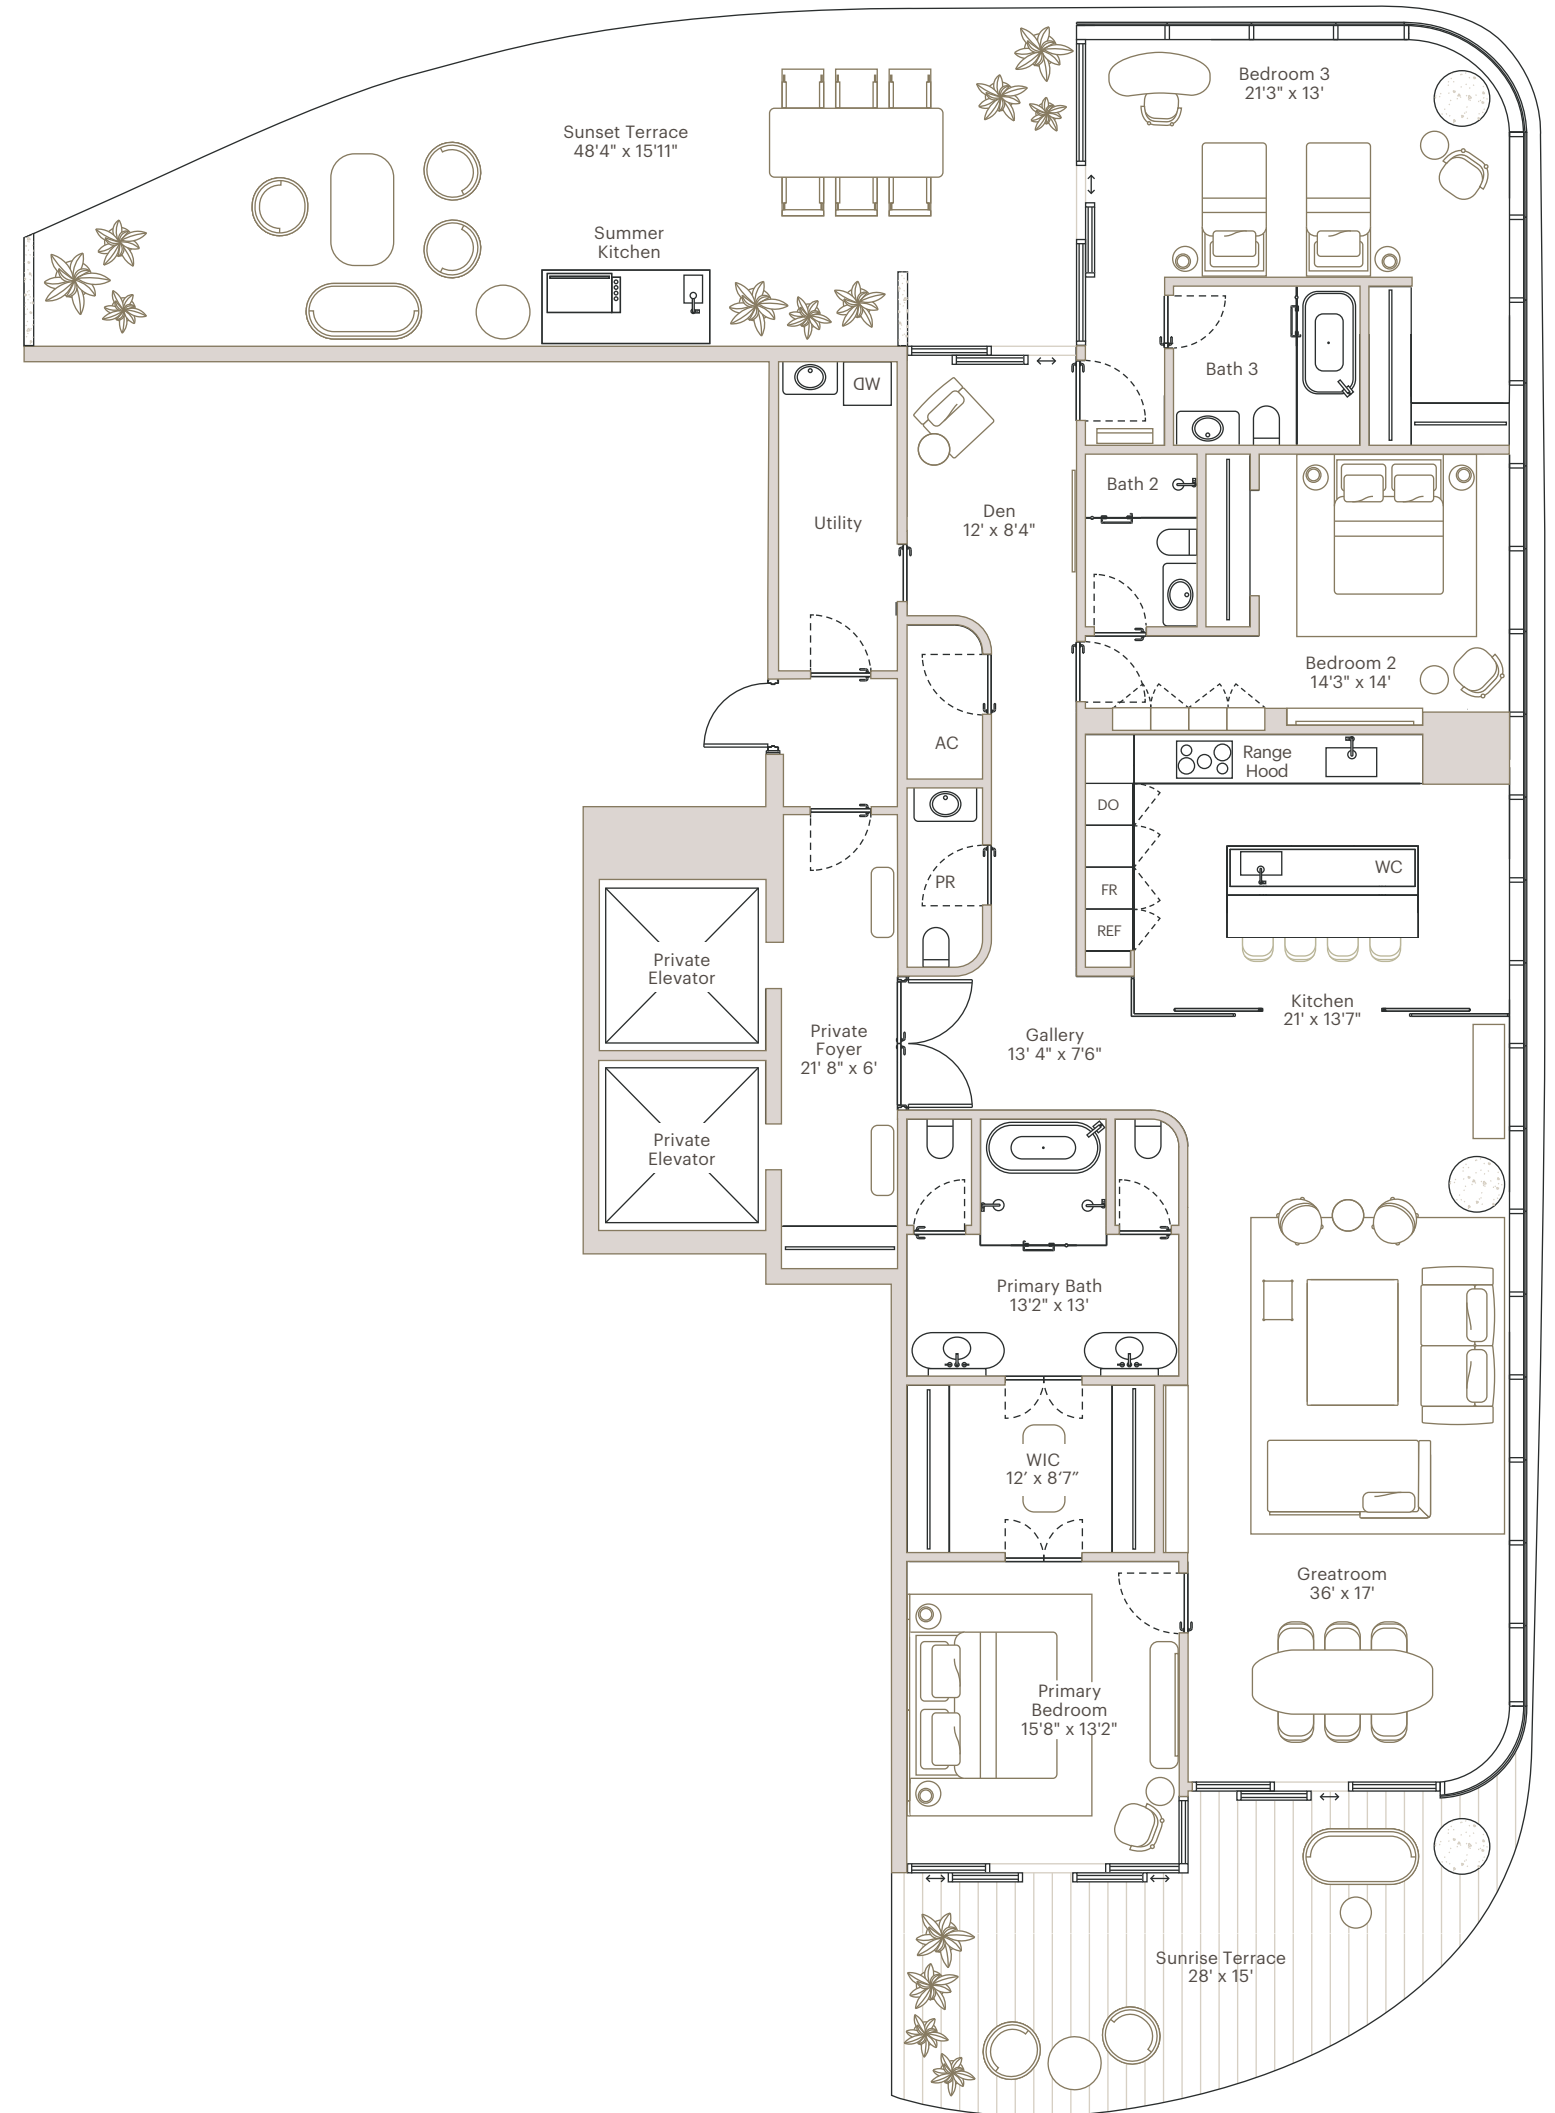 Bedroom 3
21'3" x 13'
Sunset Terrace
48'4" x 15'11"
Summer
Kitchen
Bath 3
WD
Bath 2
Den
12' x 8'4"
Utility
Bedroom 2
14'3" x 14'
AC
Range
Hood
DO
WC
PR
FR
REF
Private
Elevator
Kitchen
21' x 13'7"
Private
Foyer
21' 8" x 6'
Gallery
13' 4" x 7'6"
Private
Elevator
Primary Bath
13'2" x 13'
WIC
12’ x 8’7”
Greatroom
36' x 17'
Primary
Bedroom
15'8" x 13'2"
Sunrise Terrace
28' x 15'